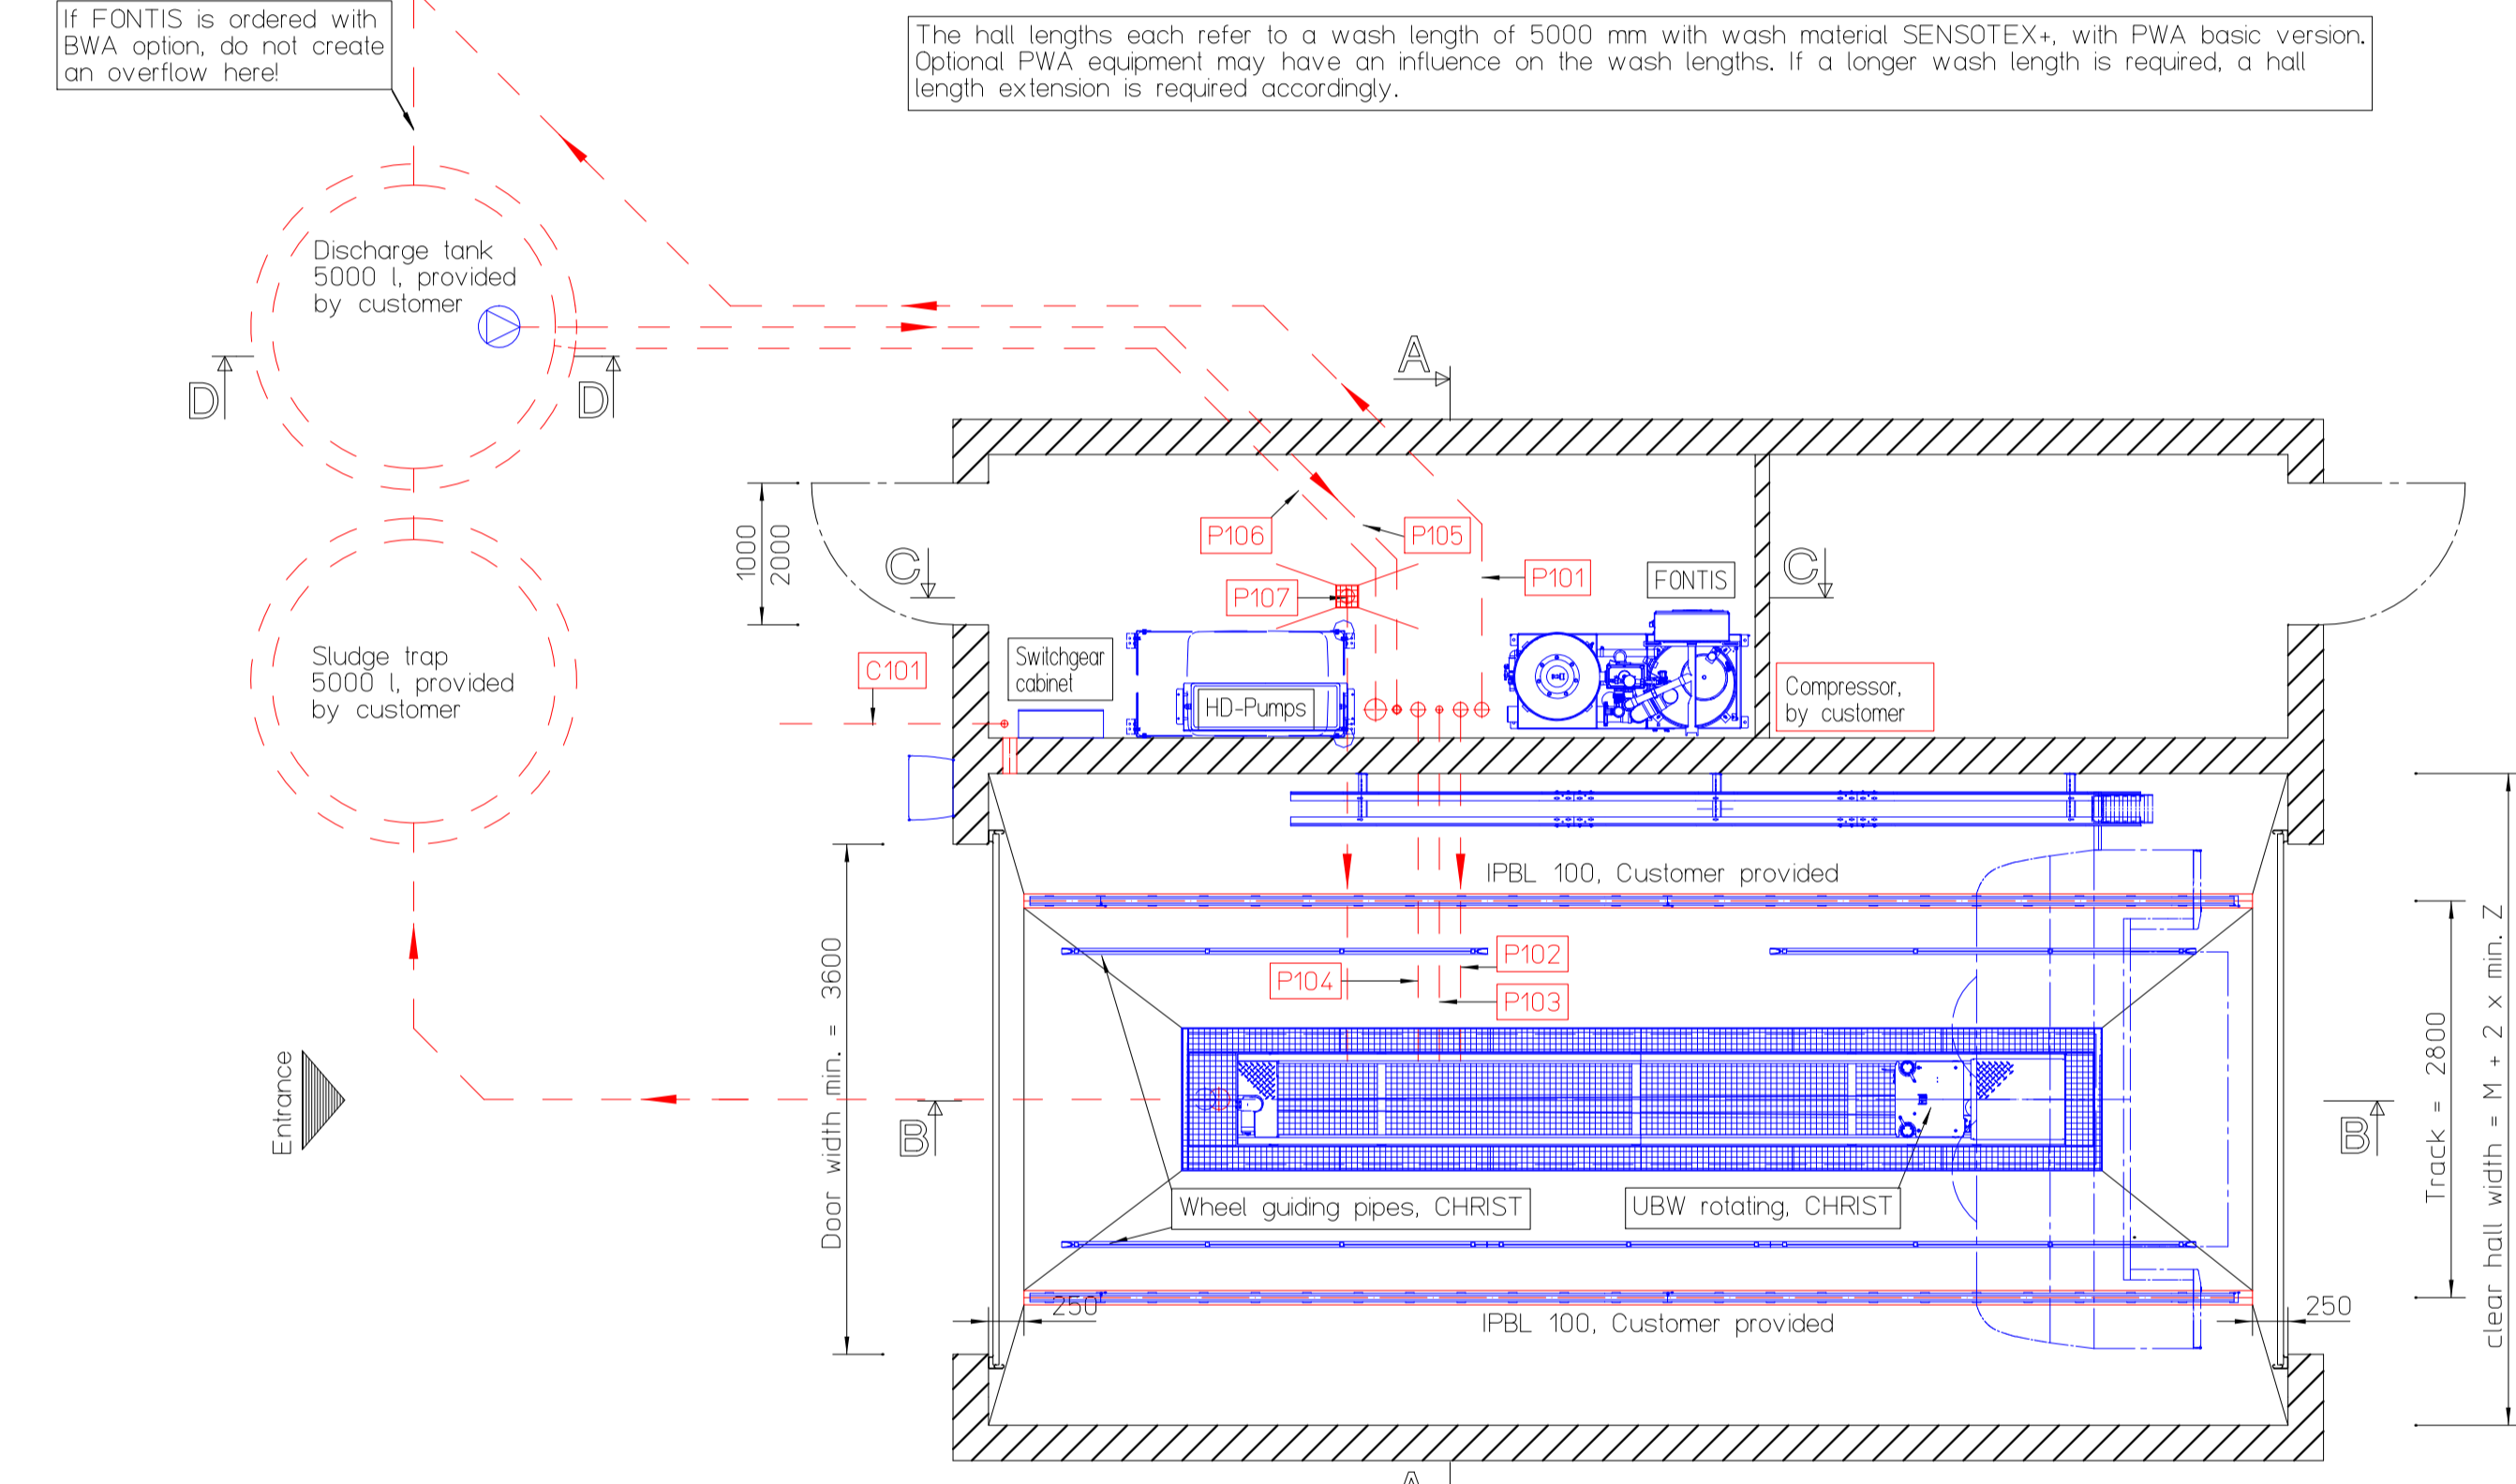 If FONTIS is ordered with
BWA option, do not create
an overflow here!
The hall lengths each refer to a wash length of 5000 mm with wash material SENSOTEX+, with PWA basic version.
Optional PWA equipment may have an influence on the wash lengths. If a longer wash length is required, a hall
length extension is required accordingly.
Discharge tank
5000 l, provided
by customer
D
D
A
1000
2000
C
P106
P105
P107
P101
FONTIS
C
Sludge trap
5000 l, provided
by customer
C101
Switchgear
cabinet
HD-Pumps
Compressor,
by customer
IPBL 100, Customer provided
P102
P104
P103
Entrance
Door width min. = 3600
B
B
Track = 2800
clear hall width = M + 2 x min. Z
Wheel guiding pipes, CHRIST
UBW rotating, CHRIST
250
250
IPBL 100, Customer provided
A